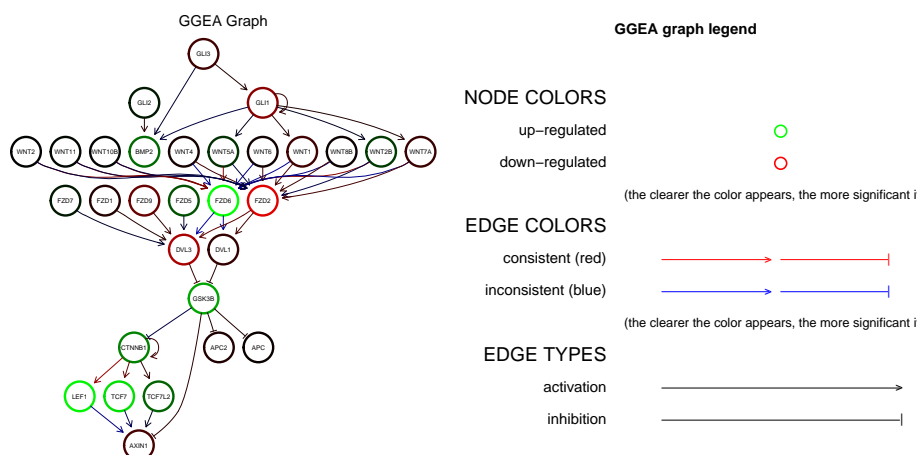 GGEA Graph
GLI3
GLI2
GLI1
WNT2
WNT11
WNT10B
BMP2
WNT4
WNT5A
WNT6
WNT1
WNT8B
WNT2B
WNT7A
FZD7
FZD1
FZD9
FZD5
FZD6
FZD2
DVL3
DVL1
GSK3B
CTNNB1
APC2
APC
LEF1
TCF7
TCF7L2
AXIN1
GGEA graph legend
NODE COLORS
up−regulated
down−regulated
(the clearer the color appears, the more significant i
EDGE COLORS
consistent (red)
inconsistent (blue)
(the clearer the color appears, the more significant i
EDGE TYPES
activation
inhibition